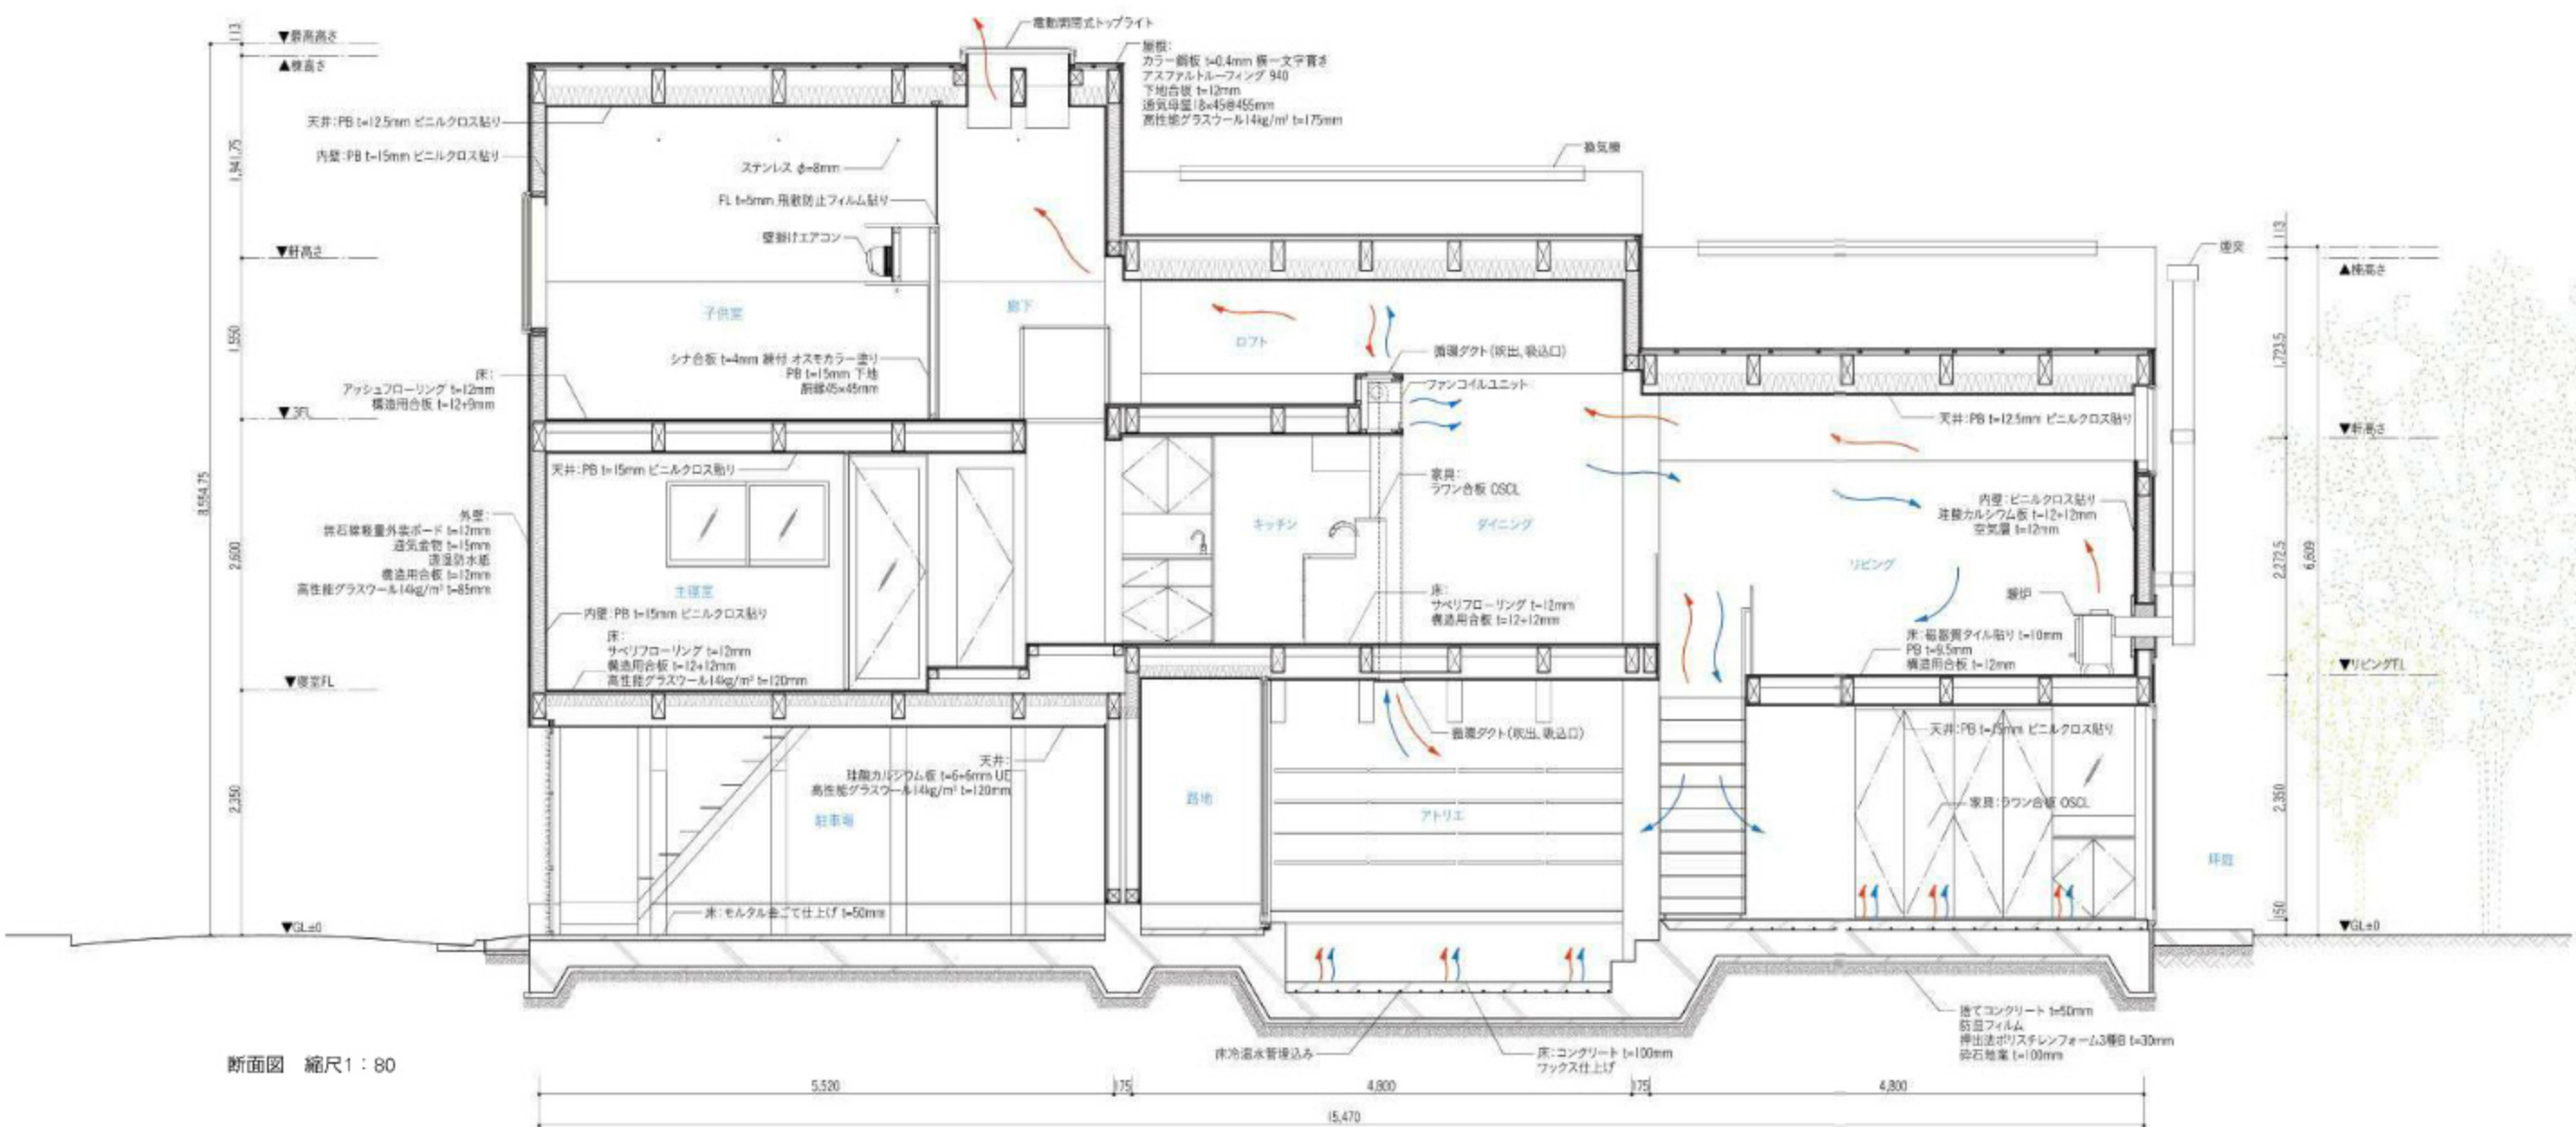 113
▼最高高さ
▲棟高さ
電動開閉式トップライト
屋根:
カラー鋼板 t=0.4mm 横一文字葺き
アスファルトルーフィング 940
下地合板 t=12mm
通気母屋18×45@455mm
高性能グラスウール14kg/m³ t=175mm
天井:PB t=12.5mm ビニルクロス貼り
内壁:PB t=15mm ビニルクロス貼り
1,941.75
ステンレス φ=8mm
FL t=5mm 飛散防止フィルム貼り
壁掛けエアコン
換気棟
▼軒高さ
113
煙突
▲棟高さ
子供室
廊下
ロフト
1,550
シナ合板 t=4mm 練付 オスモカラー塗り
PB t=15mm 下地
胴縁45×45mm
循環ダクト(吹出、吸込口)
ファンコイルユニット
1,723.5
床:
アッシュフローリング t=12mm
構造用合板 t=12+9mm
▼3FL
天井:PB t=12.5mm ビニルクロス貼り
▼軒高さ
8,554.75
天井:PB t=15mm ビニルクロス貼り
家具:
ラワン合板 OSCL
内壁:ビニルクロス貼り
珪酸カルシウム板 t=12+12mm
空気層 t=12mm
外壁:
無石綿軽量外装ボード t=12mm
通気金物 t=15mm
透湿防水紙
構造用合板 t=12mm
高性能グラスウール14kg/m³ t=85mm
2,600
キッチン
ダイニング
リビング
2,272.5
6,609
主寝室
内壁:PB t=15mm ビニルクロス貼り
床:
サペリフローリング t=12mm
構造用合板 t=12+12mm
高性能グラスウール14kg/m³ t=120mm
床:
サペリフローリング t=12mm
構造用合板 t=12+12mm
暖炉
床:磁器質タイル貼り t=10mm
PB t=9.5mm
構造用合板 t=12mm
▼寝室FL
▼リビングFL
循環ダクト(吹出、吸込口)
天井:PB t=15mm ビニルクロス貼り
天井:
珪酸カルシウム板 t=6+6mm UE
高性能グラスウール14kg/m³ t=120mm
2,350
駐車場
路地
アトリエ
家具:ラワン合板 OSCL
2,350
坪庭
床:モルタル金ごて仕上げ t=50mm
150
▼GL±0
▼GL±0
捨てコンクリート t=50mm
防湿フィルム
押出法ポリスチレンフォーム3種B t=30mm
砕石地業 t=100mm
床冷温水管埋込み
床:コンクリート t=100mm
ワックス仕上げ
断面図 縮尺1:80
5,520
175
4,800
175
4,800
15,470